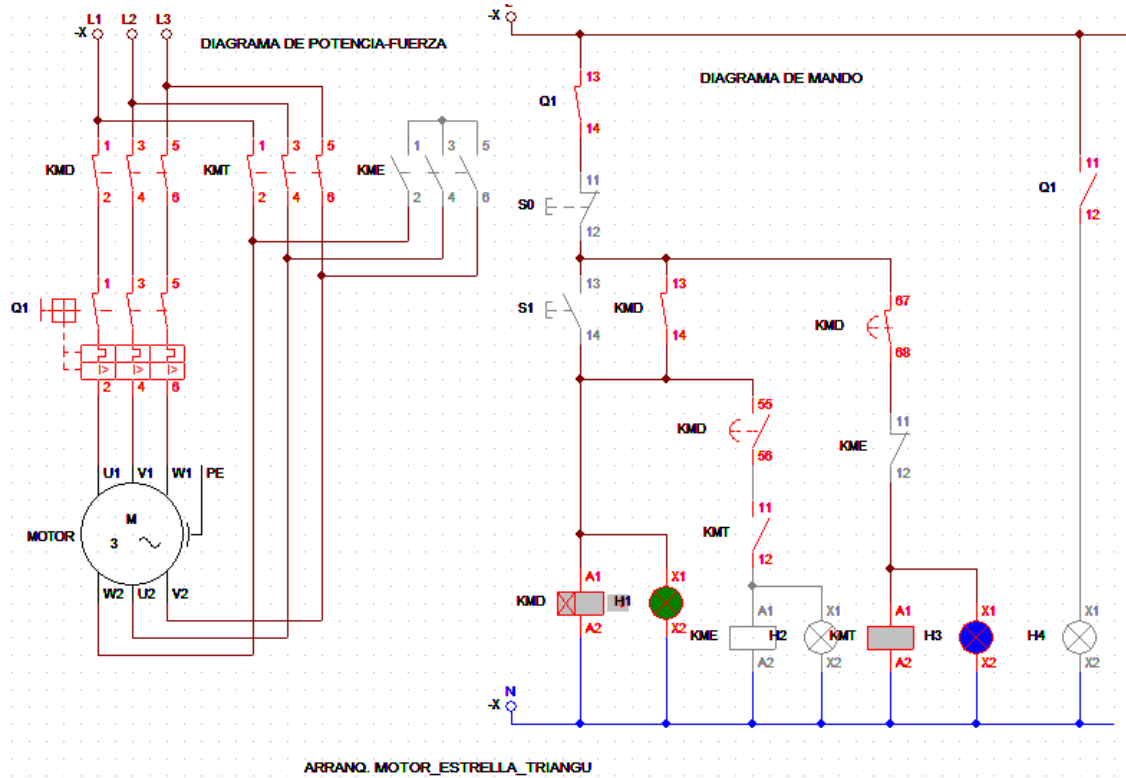 L1 L2 L3
-X
DIAGRAMA DE POTENCIA-FUERZA
1 3 5
KMD
2 4 6
1 3 5
KMT
2 4 6
1 3 5
KME
2 4 6
1 3 5
Q1
I> I> I>
2 4 6
U1 V1 W1 PE
MOTOR
M
3
W2 U2 V2
-X
DIAGRAMA DE MANDO
13
Q1
14
11
S0
12
13
S1
14
13
KMD
14
67
KMD
68
55
KMD
56
11
KMT
12
11
KME
12
11
Q1
12
A1
KMD
A2
X1
H1
X2
A1
KME
A2
X1
H2
X2
A1
KMT
A2
X1
H3
X2
X1
H4
X2
N
-X
ARRANQ. MOTOR_ESTRELLA_TRIANGU